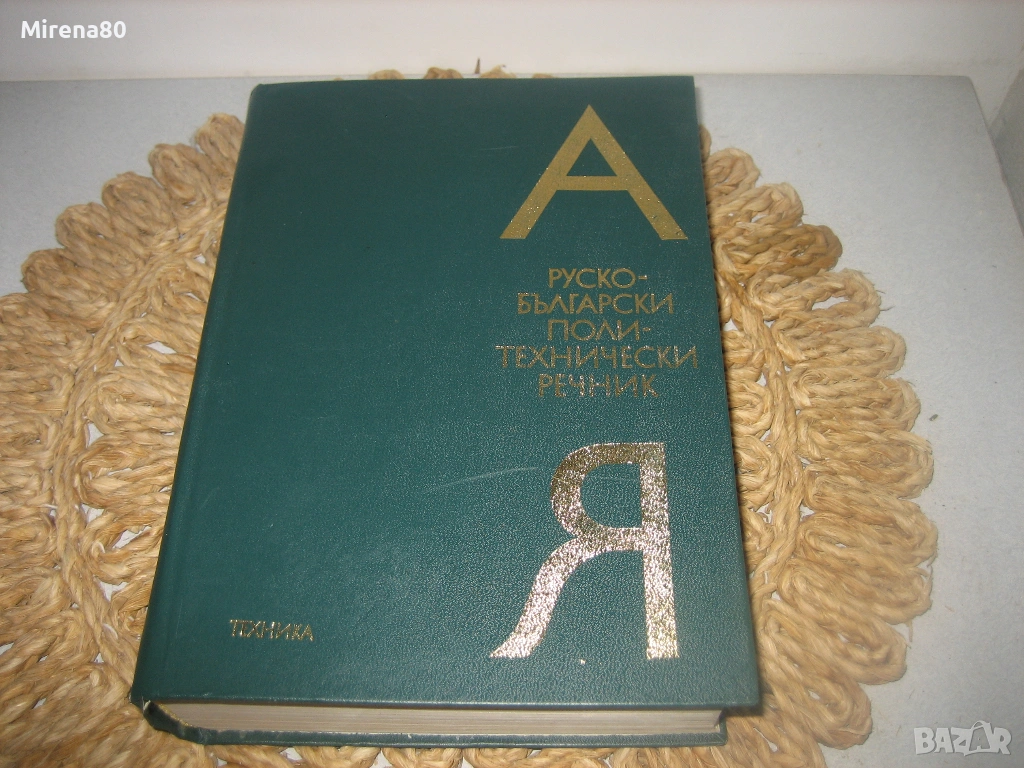 Mirena80
А
РУСКО-
БЪЛГАРСКИ
ПОЛИ-
ТЕХНИЧЕСКИ
РЕЧНИК
Я
ТЕХНИКА
BAZAR